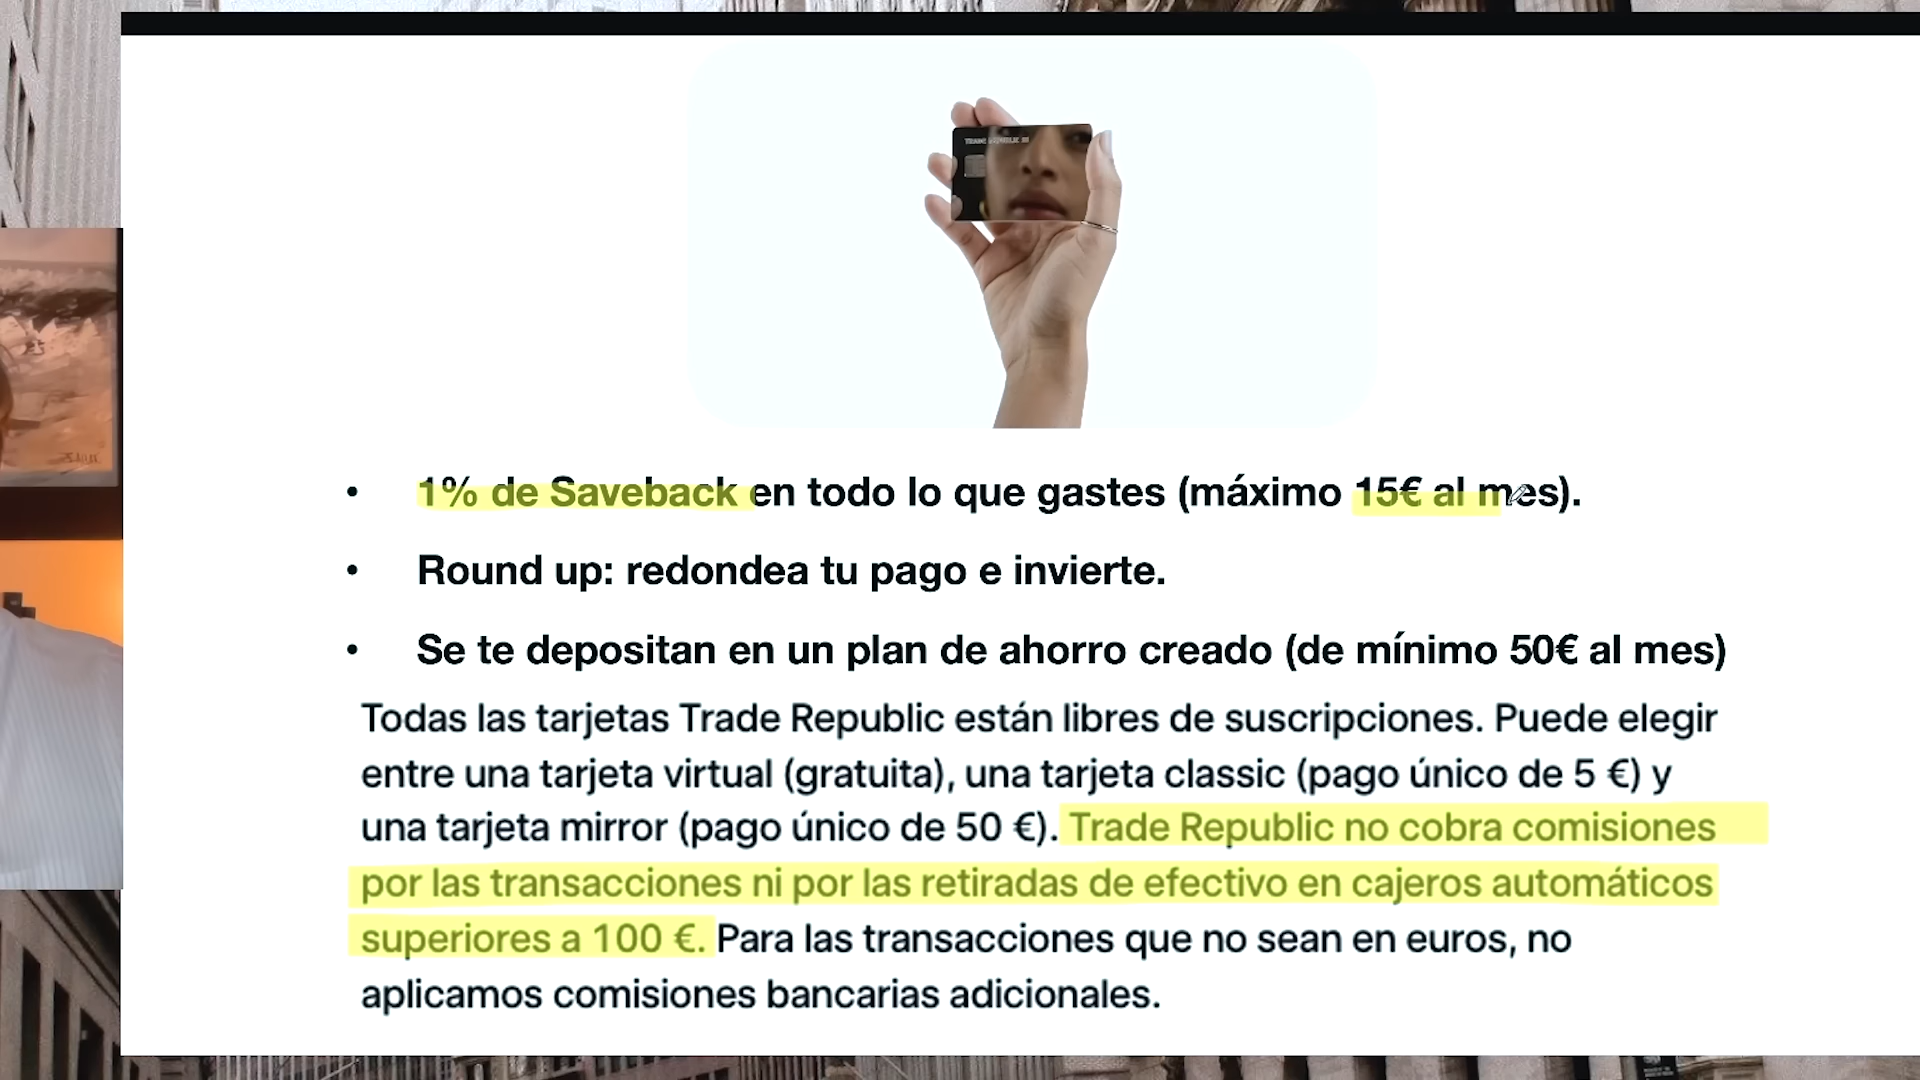 TRADE REPUBLIC
• 1% de Saveback en todo lo que gastes (máximo 15€ al mes).
• Round up: redondea tu pago e invierte.
• Se te depositan en un plan de ahorro creado (de mínimo 50€ al mes)
Todas las tarjetas Trade Republic están libres de suscripciones. Puede elegir
entre una tarjeta virtual (gratuita), una tarjeta classic (pago único de 5 €) y
una tarjeta mirror (pago único de 50 €). Trade Republic no cobra comisiones
por las transacciones ni por las retiradas de efectivo en cajeros automáticos
superiores a 100 €. Para las transacciones que no sean en euros, no
aplicamos comisiones bancarias adicionales.